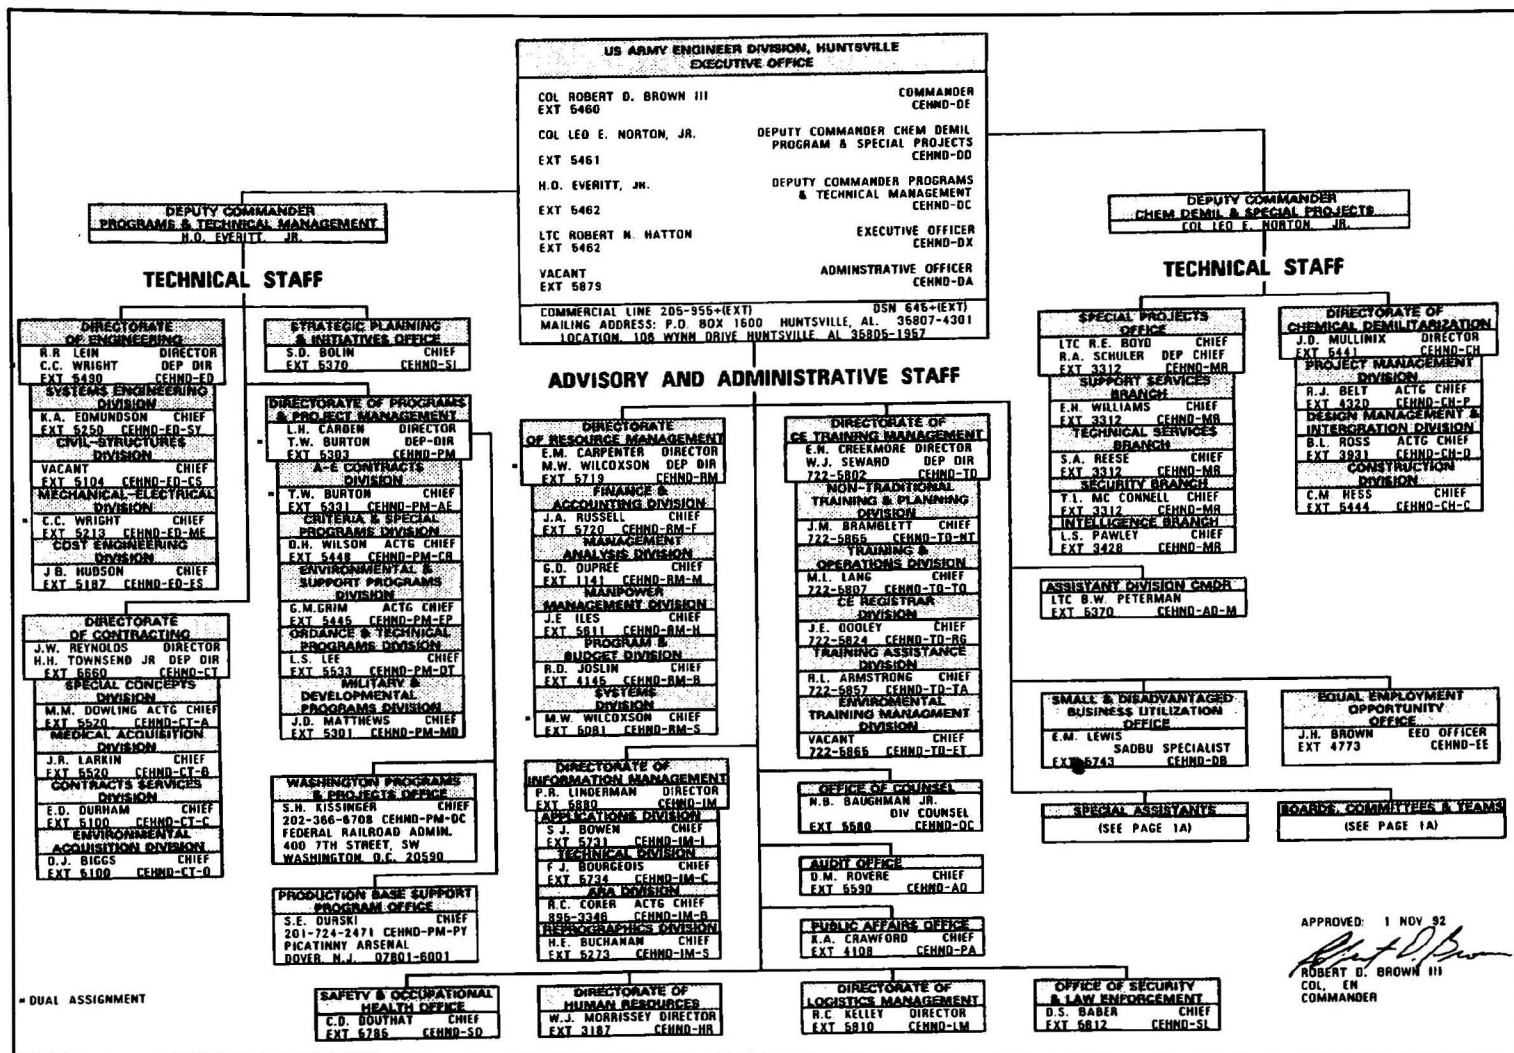 US ARMY ENGINEER DIVISION, HUNTSVILLE
EXECUTIVE OFFICE
COL ROBERT D. BROWN III COMMANDER
EXT 5460 CEHND-DE
COL LEO E. NORTON, JR. DEPUTY COMMANDER CHEM DEMIL
PROGRAM & SPECIAL PROJECTS
EXT 5461 CEHND-DD
H.O. EVERITT, JR. DEPUTY COMMANDER PROGRAMS
& TECHNICAL MANAGEMENT
EXT 5462 CEHND-DC
LTC ROBERT N. HATTON EXECUTIVE OFFICER
EXT 5462 CEHND-DX
VACANT ADMINSTRATIVE OFFICER
EXT 5879 CEHND-DA
COMMERCIAL LINE 205-955+(EXT) DSN 645+(EXT)
MAILING ADDRESS: P.O. BOX 1600 HUNTSVILLE, AL. 35807-4301
LOCATION, 106 WYNN DRIVE HUNTSVILLE AL 35805-1957
DEPUTY COMMANDER
PROGRAMS & TECHNICAL MANAGEMENT
H.O. EVERITT, JR.
TECHNICAL STAFF
DIRECTORATE
OF ENGINEERING
R.R LEIN DIRECTOR
C.C. WRIGHT DEP DIR
EXT 5490 CEHND-ED
SYSTEMS ENGINEERING
DIVISION
K.A. EDMUNDSON CHIEF
EXT 5250 CEHND-ED-SY
CIVIL-STRUCTURES
DIVISION
VACANT CHIEF
EXT 5104 CEHND-ED-CS
MECHANICAL-ELECTRICAL
DIVISION
* C.C. WRIGHT CHIEF
EXT 5213 CEHND-ED-ME
COST ENGINEERING
DIVISION
J B. HUDSON CHIEF
EXT 5187 CEHND-ED-ES
DIRECTORATE
OF CONTRACTING
J.W. REYNOLDS DIRECTOR
H.H. TOWNSEND JR DEP DIR
EXT 5660 CEHND-CT
SPECIAL CONCEPTS
DIVISION
M.M. DOWLING ACTG CHIEF
EXT 5520 CEHND-CT-A
MEDICAL ACQUISITION
DIVISION
J.R. LARKIN CHIEF
EXT 5520 CEHND-CT-B
CONTRACTS SERVICES
DIVISION
E.D. DURHAM CHIEF
EXT 5100 CEHND-CT-C
ENVIRONMENTAL
ACQUISITION DIVISION
D.J. BIGGS CHIEF
EXT 5100 CEHND-CT-D
STRATEGIC PLANNING
& INITIATIVES OFFICE
S.D. BOLIN CHIEF
EXT 5370 CEHND-SI
DIRECTORATE OF PROGRAMS
& PROJECT MANAGEMENT
L.H. CARDEN DIRECTOR
* T.W. BURTON DEP-DIR
EXT 5303 CEHND-PM
A-E CONTRACTS
DIVISION
* T.W. BURTON CHIEF
EXT 5331 CEHND-PM-AE
CRITERIA & SPECIAL
PROGRAMS DIVISION
D.H. WILSON ACTG CHIEF
EXT 5448 CEHND-PM-CR
ENVIRONMENTAL &
SUPPORT PROGRAMS
DIVISION
G.M.GRIM ACTG CHIEF
EXT 5445 CEHND-PM-EP
ORDANCE & TECHNICAL
PROGRAMS DIVISION
L.S. LEE CHIEF
EXT 5533 CEHND-PM-OT
MILITARY &
DEVELOPMENTAL
PROGRAMS DIVISION
J.D. MATTHEWS CHIEF
EXT 5301 CEHND-PM-MD
WASHINGTON PROGRAMS
& PROJECTS OFFICE
S.H. KISSINGER CHIEF
202-366-6708 CEHND-PM-DC
FEDERAL RAILROAD ADMIN.
400 7TH STREET, SW
WASHINGTON D.C. 20590
PRODUCTION BASE SUPPORT
PROGRAM OFFICE
S.E. DURSKI CHIEF
201-724-2471 CEHND-PM-PY
PICATINNY ARSENAL
DOVER. N.J. 07801-6001
ADVISORY AND ADMINISTRATIVE STAFF
DIRECTORATE
OF RESOURCE MANAGEMENT
E.M. CARPENTER DIRECTOR
* M.W. WILCOXSON DEP DIR
EXT 5719 CEHND-RM
FINANCE &
ACCOUNTING DIVISION
J.A. RUSSELL CHIEF
EXT 5720 CEHND-RM-F
MANAGEMENT
ANALYSIS DIVISION
G.D. DUPREE CHIEF
EXT 1141 CEHND-RM-M
MANPOWER
MANAGEMENT DIVISION
J.E ILES CHIEF
EXT 5611 CEHND-RM-H
PROGRAM &
BUDGET DIVISION
R.D. JOSLIN CHIEF
EXT 4145 CEHND-RM-B
SYSTEMS
DIVISION
* M.W. WILCOXSON CHIEF
EXT 5081 CEHND-RM-S
DIRECTORATE OF
INFORMATION MANAGEMENT
P.R. LINDERMAN DIRECTOR
EXT 5880 CEHND-IM
APPLICATIONS DIVISION
S J. BOWEN CHIEF
EXT 5731 CEHND-IM-I
TECHNICAL DIVISION
F J. BOURGEOIS CHIEF
EXT 5734 CEHND-IM-C
ARA DIVISION
R.C. COKER ACTG CHIEF
895-3346 CEHND-IM-B
REPROGRAPHICS DIVISION
H.E. BUCHANAN CHIEF
EXT 5273 CEHND-IM-S
DIRECTORATE OF
CE TRAINING MANAGEMENT
E.N. CREEKMORE DIRECTOR
W.J. SEWARD DEP DIR
722-5802 CEHND-TD
NON-TRADITIONAL
TRAINING & PLANNING
DIVISION
J.M. BRAMBLETT CHIEF
722-5865 CEHND-TD-NT
TRAINING &
OPERATIONS DIVISION
M.L. LANG CHIEF
722-5807 CEHND-TD-TO
CE REGISTRAR
DIVISION
J.E. DOOLEY CHIEF
722-5824 CEHND-TD-RG
TRAINING ASSISTANCE
DIVISION
R.L. ARMSTRONG CHIEF
722-5857 CEHND-TD-TA
ENVIROMENTAL
TRAINING MANAGMENT
DIVISION
VACANT CHIEF
722-5865 CEHND-TD-ET
OFFICE OF COUNSEL
N.B. BAUGHMAN JR.
DIV COUNSEL
EXT 5580 CEHND-OC
AUDIT OFFICE
D.M. ROVERE CHIEF
EXT 5590 CEHND-AO
PUBLIC AFFAIRS OFFICE
K.A. CRAWFORD CHIEF
EXT 4108 CEHND-PA
DEPUTY COMMANDER
CHEM DEMIL & SPECIAL PROJECTS
COL LEO E. NORTON, JR.
TECHNICAL STAFF
SPECIAL PROJECTS
OFFICE
LTC R.E. BOYD CHIEF
R.A. SCHULER DEP CHIEF
EXT 3312 CEHND-MR
SUPPORT SERVICES
BRANCH
E.H. WILLIAMS CHIEF
EXT 3312 CEHND-MR
TECHNICAL SERVICES
BRANCH
S.A. REESE CHIEF
EXT 3312 CEHND-MR
SECURITY BRANCH
T.L. MC CONNELL CHIEF
EXT 3312 CEHND-MR
INTELLIGENCE BRANCH
L.S. PAWLEY CHIEF
EXT 3428 CEHND-MR
DIRECTORATE OF
CHEMICAL DEMILITARIZATION
J.D. MULLINIX DIRECTOR
EXT 5441 CEHND-CH
PROJECT MANAGEMENT
DIVISION
R.J. BELT ACTG CHIEF
EXT 4320 CEHND-CH-P
DESIGN MANAGEMENT &
INTERGRATION DIVISION
B.L. ROSS ACTG CHIEF
EXT 3931 CEHND-CH-D
CONSTRUCTION
DIVISION
C.M HESS CHIEF
EXT 5444 CEHND-CH-C
ASSISTANT DIVISION CMDR
LTC B.W. PETERMAN
EXT 5370 CEHND-AD-M
SMALL & DISADVANTAGED
BUSINESS UTILIZATION
OFFICE
E.M. LEWIS
SADBU SPECIALIST
EXT 5743 CEHND-DB
EQUAL EMPLOYMENT
OPPORTUNITY
OFFICE
J.H. BROWN EEO OFFICER
EXT 4773 CEHND-EE
SPECIAL ASSISTANTS
(SEE PAGE 1A)
BOARDS, COMMITTEES & TEAMS
(SEE PAGE 1A)
SAFETY & OCCUPATIONAL
HEALTH OFFICE
C.D. DOUTHAT CHIEF
EXT 5785 CEHND-SO
DIRECTORATE OF
HUMAN RESOURCES
W.J. MORRISSEY DIRECTOR
EXT 3187 CEHND-HR
DIRECTORATE OF
LOGISTICS MANAGEMENT
R.C KELLEY DIRECTOR
EXT 5810 CEHND-LM
OFFICE OF SECURITY
& LAW ENFORCEMENT
D.S. BABER CHIEF
EXT 5812 CEHND-SL
* DUAL ASSIGNMENT
APPROVED: 1 NOV 92
Robert D. Brown
ROBERT D. BROWN III
COL, EN
COMMANDER